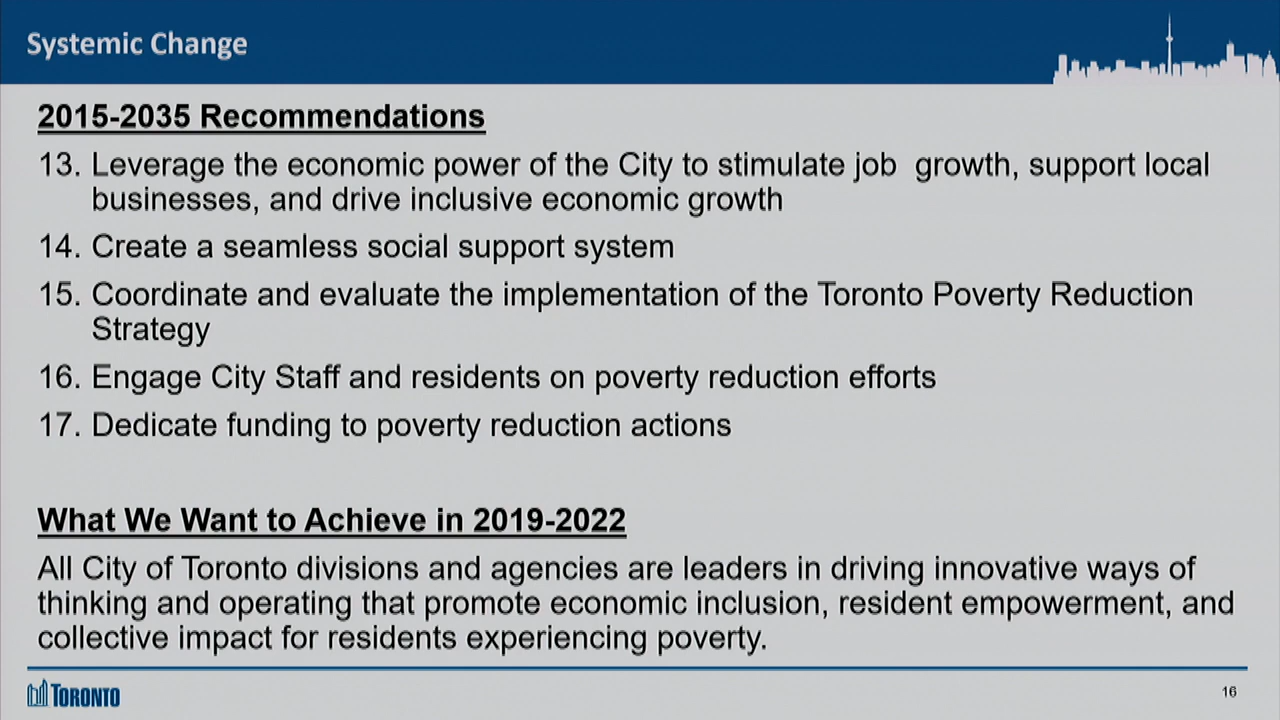 Systemic Change
2015-2035 Recommendations
13. Leverage the economic power of the City to stimulate job  growth, support local
businesses, and drive inclusive economic growth
14. Create a seamless social support system
15. Coordinate and evaluate the implementation of the Toronto Poverty Reduction
Strategy
16. Engage City Staff and residents on poverty reduction efforts
17. Dedicate funding to poverty reduction actions
What We Want to Achieve in 2019-2022
All City of Toronto divisions and agencies are leaders in driving innovative ways of
thinking and operating that promote economic inclusion, resident empowerment, and
collective impact for residents experiencing poverty.
TORONTO
16